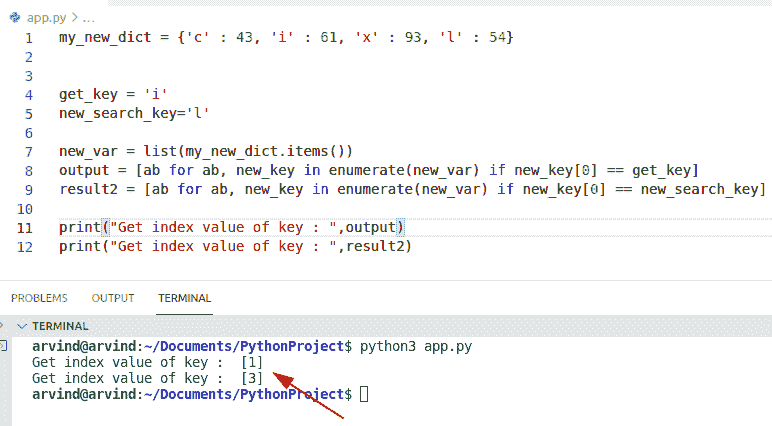 app.py > ...
1 my_new_dict = {'c' : 43, 'i' : 61, 'x' : 93, 'l' : 54}
2
3
4 get_key = 'i'
5 new_search_key='l'
6
7 new_var = list(my_new_dict.items())
8 output = [ab for ab, new_key in enumerate(new_var) if new_key[0] == get_key]
9 result2 = [ab for ab, new_key in enumerate(new_var) if new_key[0] == new_search_key]
10
11 print("Get index value of key : ",output)
12 print("Get index value of key : ",result2)
PROBLEMS OUTPUT TERMINAL
TERMINAL
arvind@arvind:~/Documents/PythonProject$ python3 app.py
Get index value of key :  [1]
Get index value of key :  [3]
arvind@arvind:~/Documents/PythonProject$